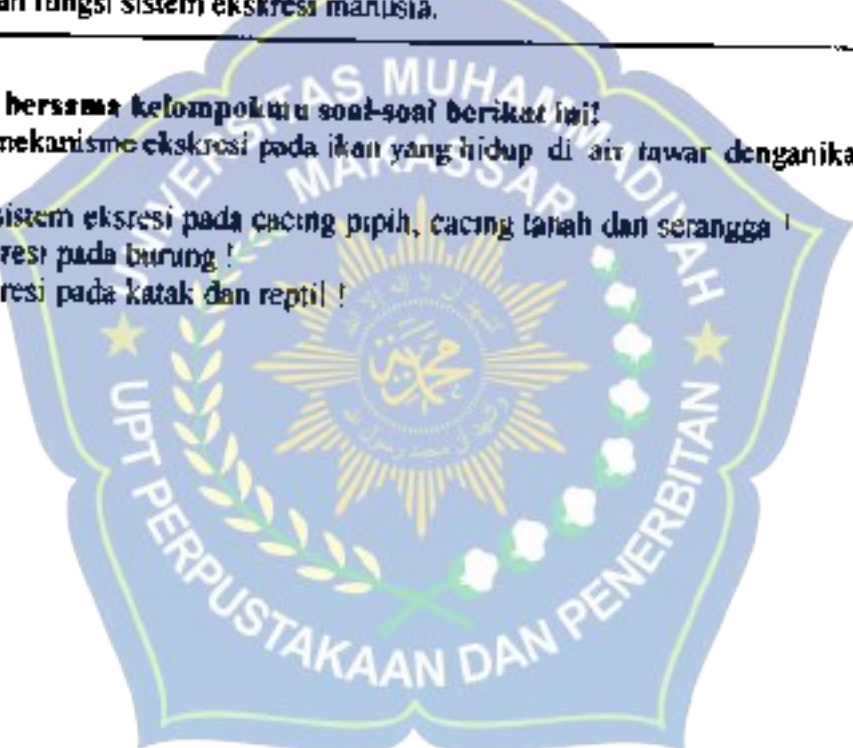 an fungsi sistem ekskresi manusia.
bersama kelompokmu soal-soal berikut ini!
mekanisme ekskresi pada ikan yang hidup di air tawar denganika
sistem eksresi pada cacing pipih, cacing tanah dan serangga !
resi pada burung !
resi pada katak dan reptil !
UNIVERSITAS MUHAMMADIYAH
MAKASSAR
UPT PERPUSTAKAAN DAN PENERBITAN